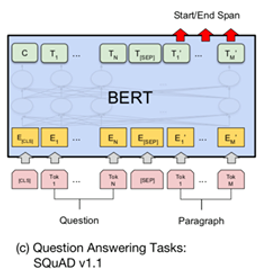 Start/End Span
C T1 ... TN T[SEP] T1' ... TM'
BERT
E[CLS] E1 ... EN E[SEP] E1' ... EM'
[CLS] Tok 1 ... Tok N [SEP] Tok 1 ... Tok M
Question Paragraph
(c) Question Answering Tasks:
SQuAD v1.1